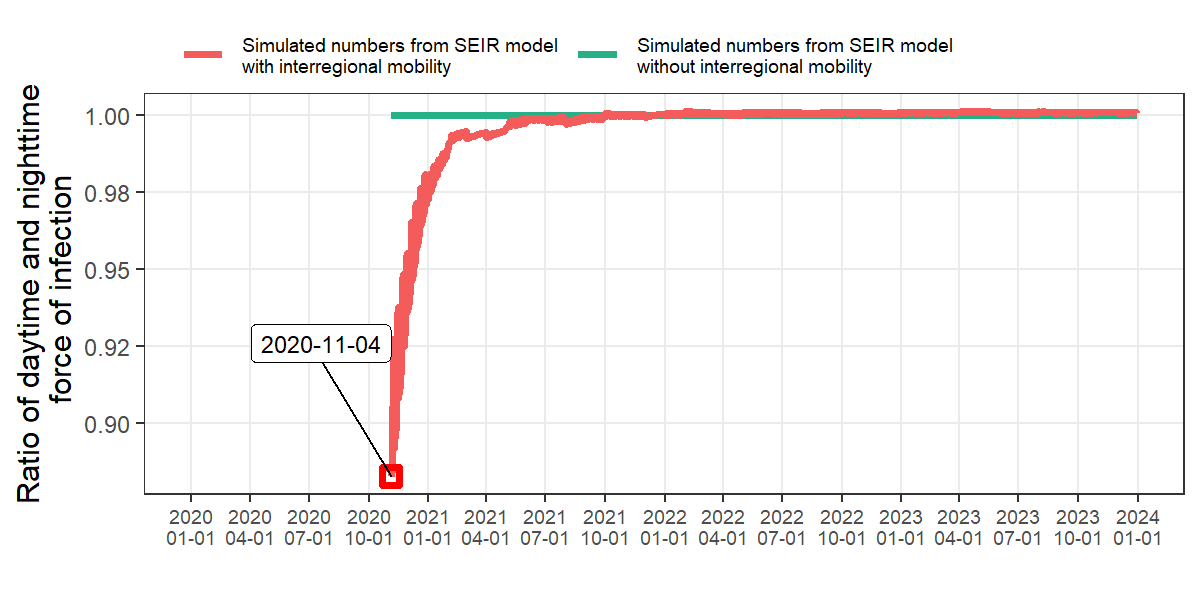 Simulated numbers from SEIR model
with interregional mobility
Simulated numbers from SEIR model
without interregional mobility
Ratio of daytime and nighttime
force of infection
1.00
0.98
0.95
0.92
0.90
2020-11-04
2020 2020 2020 2020 2021 2021 2021 2021 2022 2022 2022 2022 2023 2023 2023 2023 2024
01-01 04-01 07-01 10-01 01-01 04-01 07-01 10-01 01-01 04-01 07-01 10-01 01-01 04-01 07-01 10-01 01-01